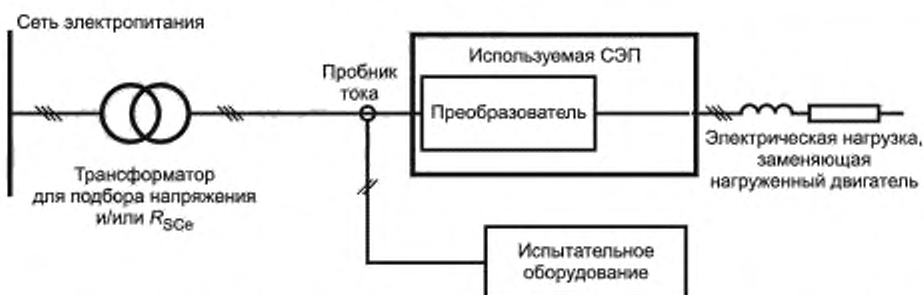 Сеть электропитания
Пробник
тока
Используемая СЭП
Преобразователь
Трансформатор
для подбора напряжения
и/или R_SCe
Электрическая нагрузка,
заменяющая
нагруженный двигатель
Испытательное
оборудование